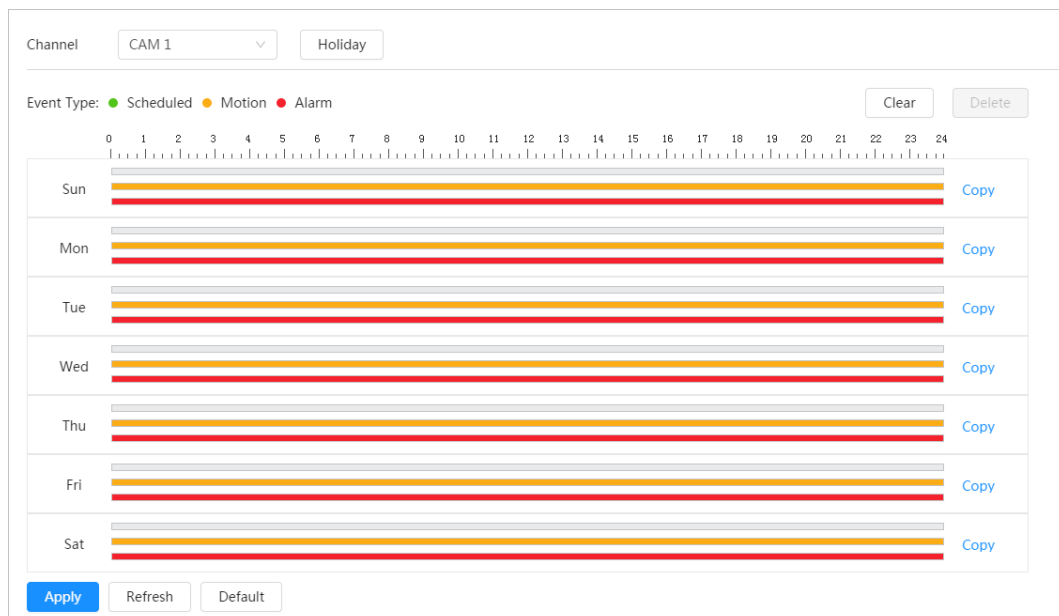 Channel CAM 1 Holiday
Event Type: Scheduled Motion Alarm Clear Delete
0 1 2 3 4 5 6 7 8 9 10 11 12 13 14 15 16 17 18 19 20 21 22 23 24
Sun Copy
Mon Copy
Tue Copy
Wed Copy
Thu Copy
Fri Copy
Sat Copy
Apply Refresh Default